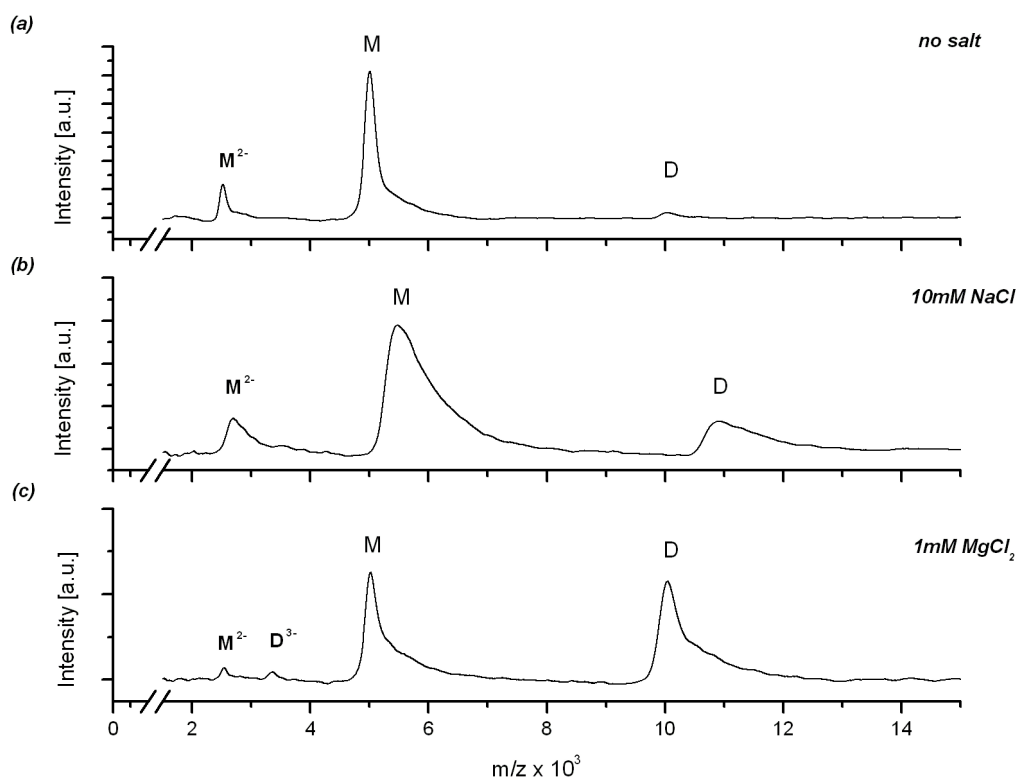 (a)
no salt
M
M²⁻
D
Intensity [a.u.]
(b)
10mM NaCl
M
M²⁻
D
Intensity [a.u.]
(c)
1mM MgCl₂
M
D
M²⁻ D³⁻
Intensity [a.u.]
0 2 4 6 8 10 12 14
m/z x 10³